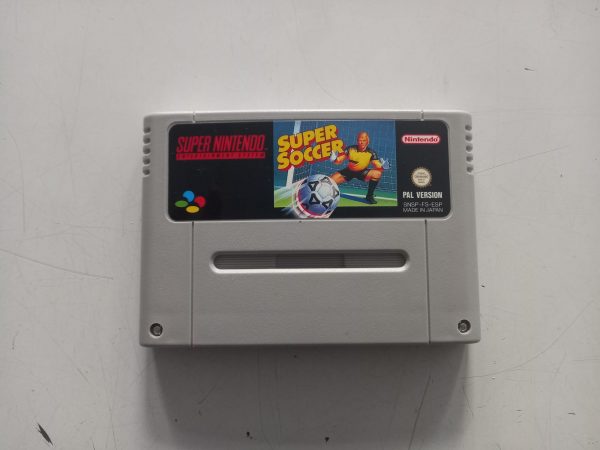 SUPER NINTENDO
ENTERTAINMENT SYSTEM
SUPER
SOCCER
Nintendo
PAL VERSION
SNSP-FS-ESP
MADE IN JAPAN